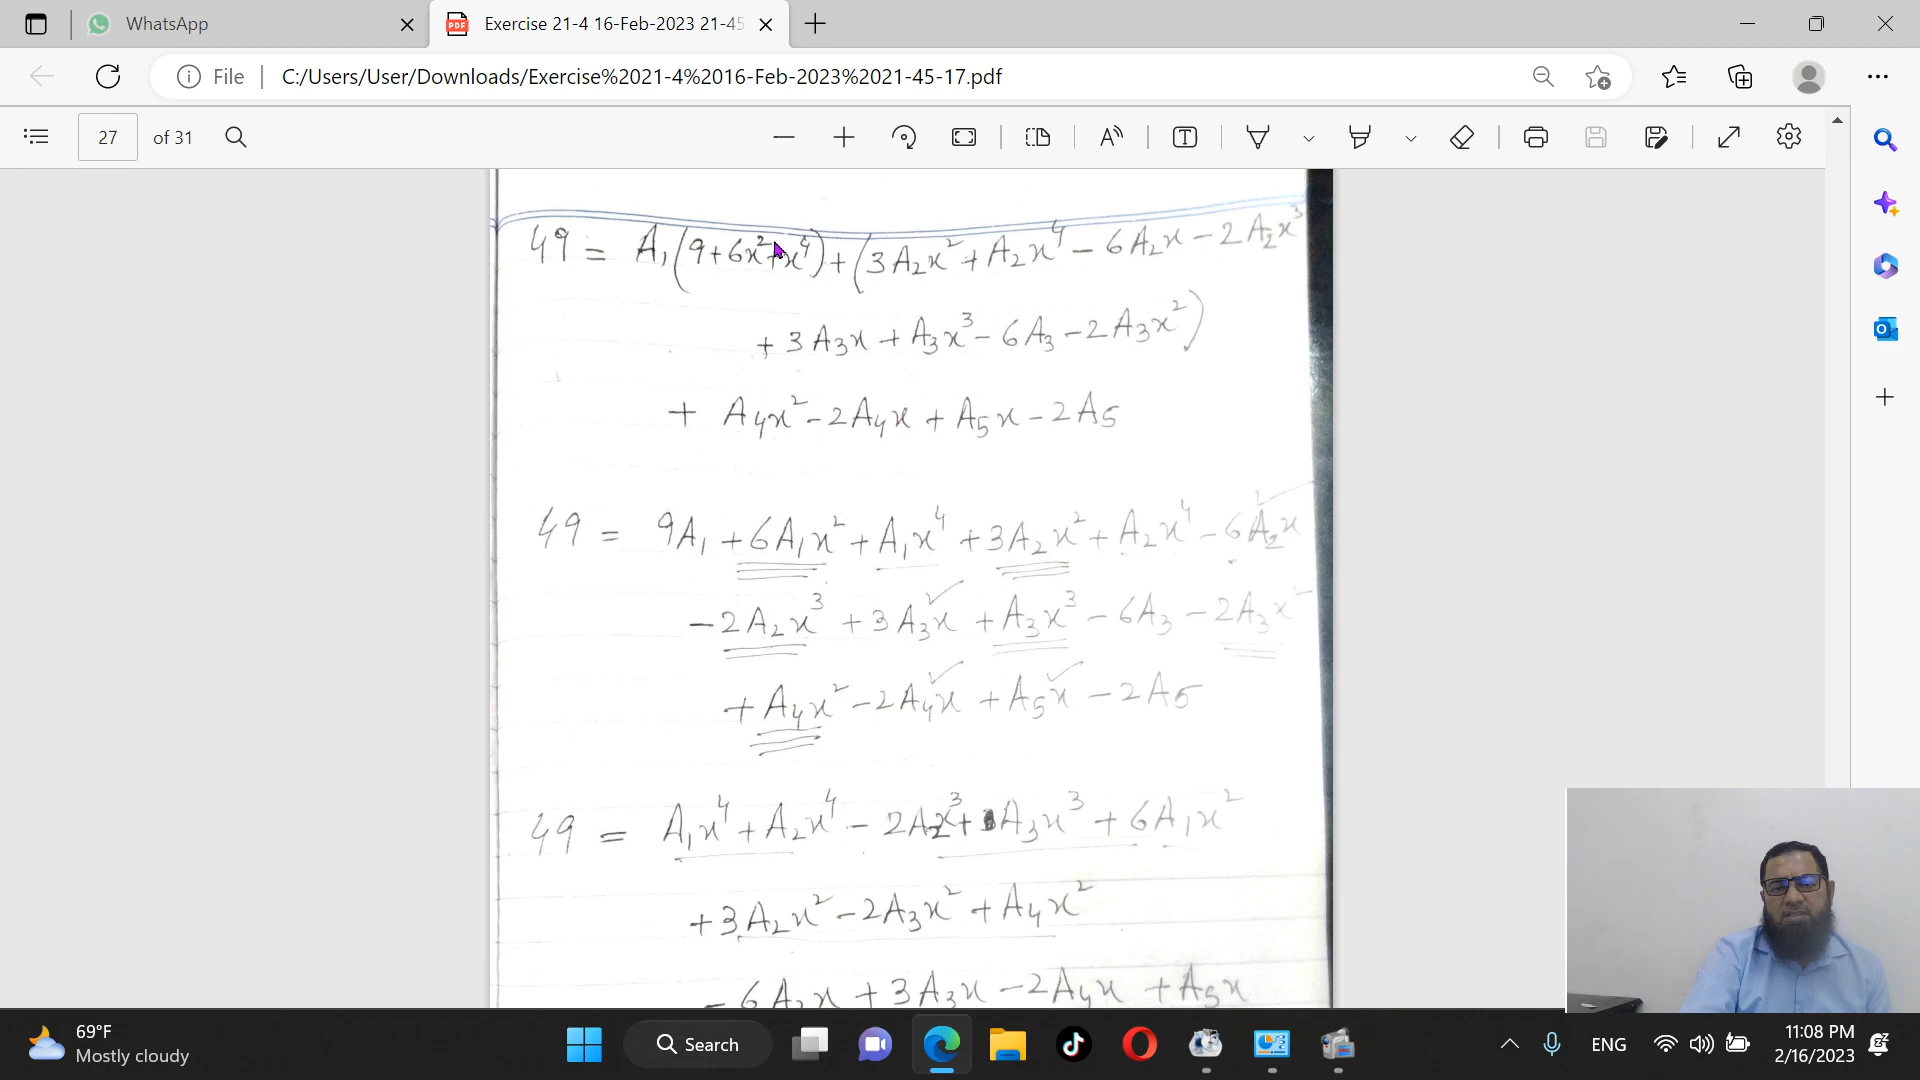 WhatsApp
Exercise 21-4 16-Feb-2023 21-45
File
C:/Users/User/Downloads/Exercise%2021-4%2016-Feb-2023%2021-45-17.pdf
27 of 31
49 = A₁(9+6x²+x⁴) + (3A₂x² + A₂x⁴ - 6A₂x - 2A₂x³
+ 3A₃x + A₃x³ - 6A₃ - 2A₃x²)
+ A₄x² - 2A₄x + A₅x - 2A₅
49 = 9A₁ + 6A₁x² + A₁x⁴ + 3A₂x² + A₂x⁴ - 6A₂x
- 2A₂x³ + 3A₃x + A₃x³ - 6A₃ - 2A₃x²
+ A₄x² - 2A₄x + A₅x - 2A₅
49 = A₁x⁴ + A₂x⁴ - 2A₂x³ + A₃x³ + 6A₁x²
+ 3A₂x² - 2A₃x² + A₄x²
- 6A₂x + 3A₃x - 2A₄x + A₅x
69°F
Mostly cloudy
Search
ENG
11:08 PM
2/16/2023